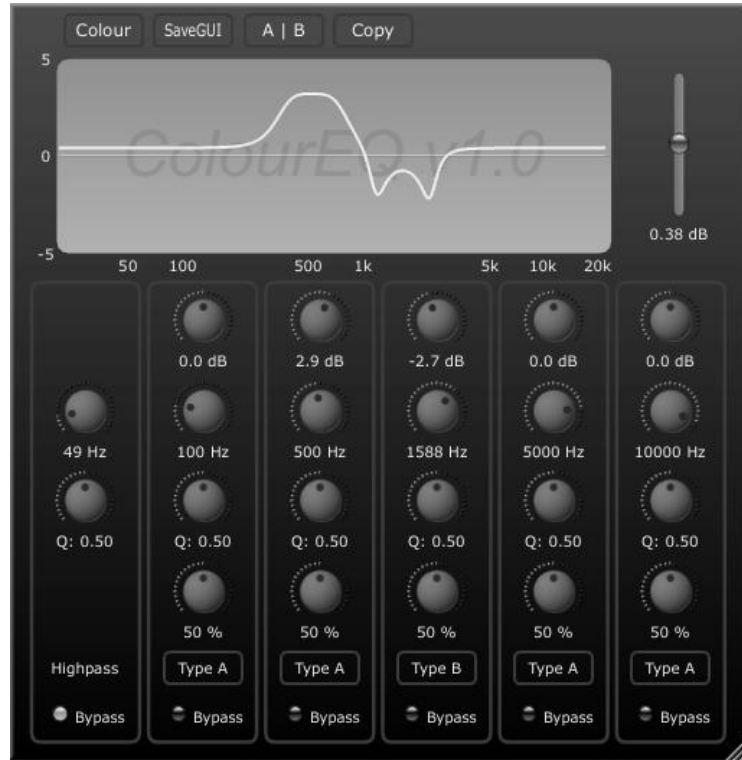 Colour SaveGUI A | B Copy
5
ColourEQ v1.0
0
-5
0.38 dB
50 100 500 1k 5k 10k 20k
0.0 dB 2.9 dB -2.7 dB 0.0 dB 0.0 dB
49 Hz 100 Hz 500 Hz 1588 Hz 5000 Hz 10000 Hz
Q: 0.50 Q: 0.50 Q: 0.50 Q: 0.50 Q: 0.50 Q: 0.50
50 % 50 % 50 % 50 % 50 %
Highpass Type A Type A Type B Type A Type A
Bypass Bypass Bypass Bypass Bypass Bypass